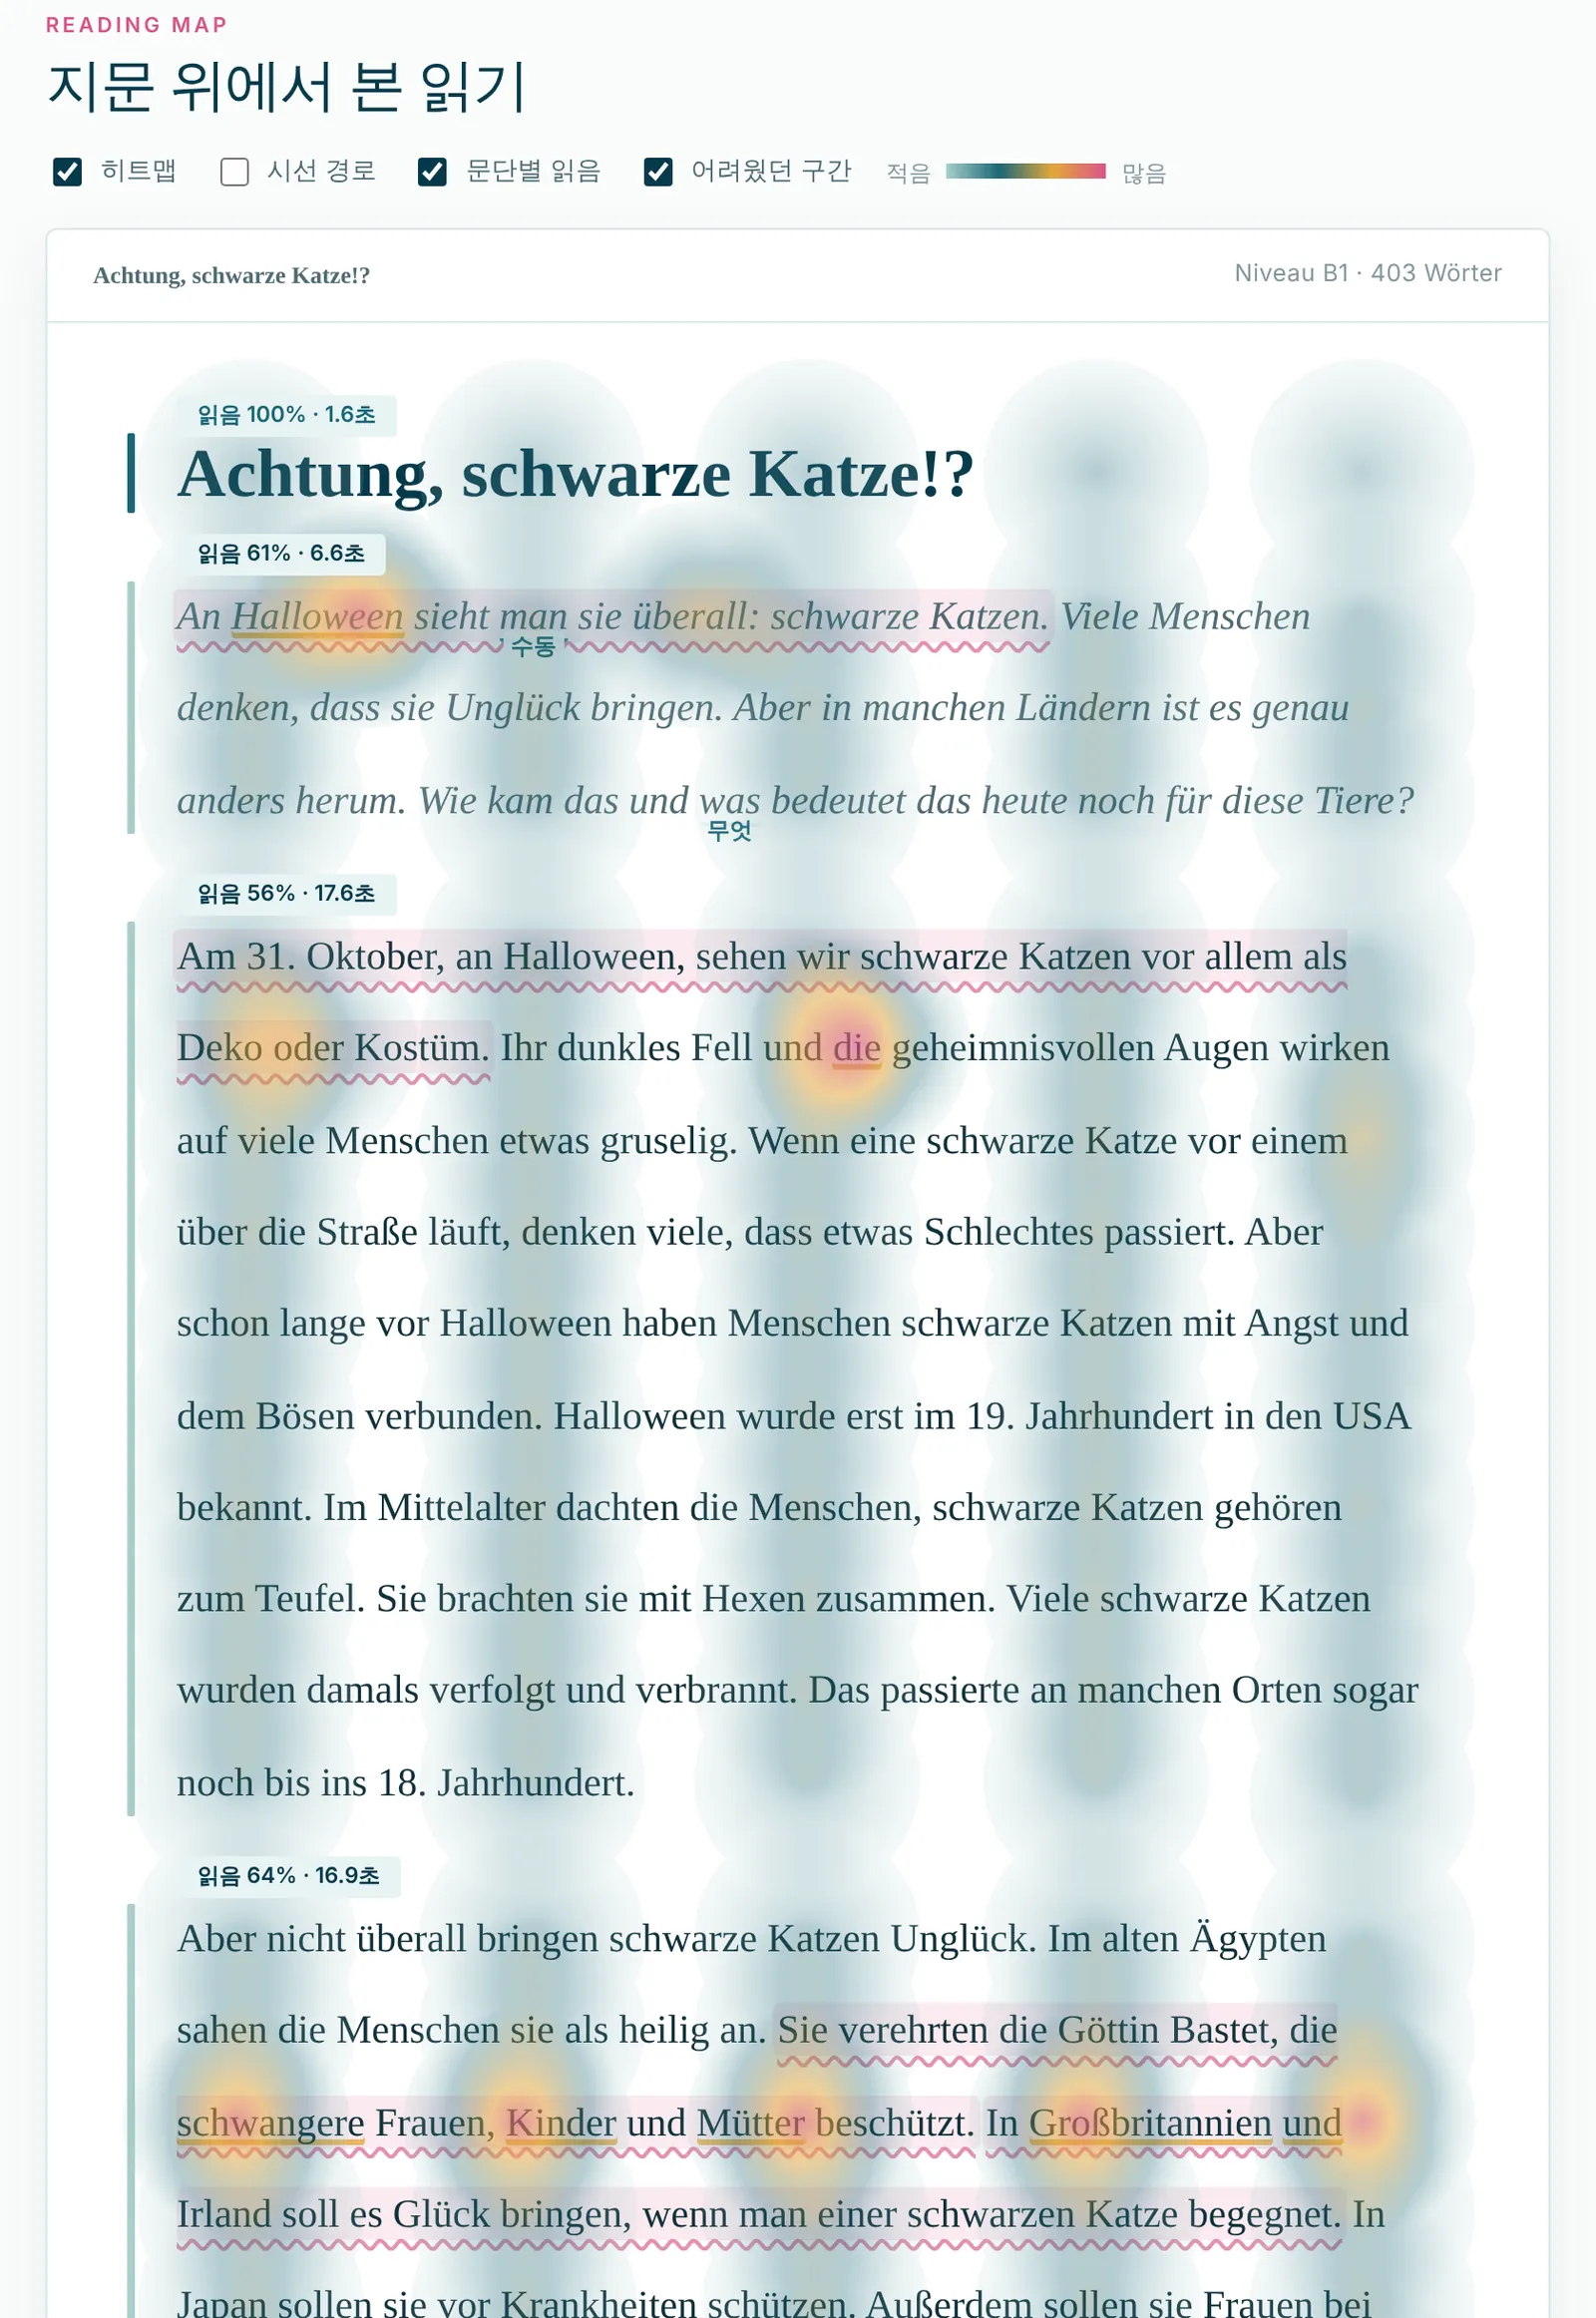 READING MAP
지문 위에서 본 읽기
히트맵 시선 경로 문단별 읽음 어려웠던 구간 적음 많음
Achtung, schwarze Katze!? Niveau B1 · 403 Wörter
읽음 100% · 1.6초
Achtung, schwarze Katze!?
읽음 61% · 6.6초
An Halloween sieht man sie überall: schwarze Katzen. Viele Menschen
수동
denken, dass sie Unglück bringen. Aber in manchen Ländern ist es genau
anders herum. Wie kam das und was bedeutet das heute noch für diese Tiere?
무엇
읽음 56% · 17.6초
Am 31. Oktober, an Halloween, sehen wir schwarze Katzen vor allem als
Deko oder Kostüm. Ihr dunkles Fell und die geheimnisvollen Augen wirken
auf viele Menschen etwas gruselig. Wenn eine schwarze Katze vor einem
über die Straße läuft, denken viele, dass etwas Schlechtes passiert. Aber
schon lange vor Halloween haben Menschen schwarze Katzen mit Angst und
dem Bösen verbunden. Halloween wurde erst im 19. Jahrhundert in den USA
bekannt. Im Mittelalter dachten die Menschen, schwarze Katzen gehören
zum Teufel. Sie brachten sie mit Hexen zusammen. Viele schwarze Katzen
wurden damals verfolgt und verbrannt. Das passierte an manchen Orten sogar
noch bis ins 18. Jahrhundert.
읽음 64% · 16.9초
Aber nicht überall bringen schwarze Katzen Unglück. Im alten Ägypten
sahen die Menschen sie als heilig an. Sie verehrten die Göttin Bastet, die
schwangere Frauen, Kinder und Mütter beschützt. In Großbritannien und
Irland soll es Glück bringen, wenn man einer schwarzen Katze begegnet. In
Japan sollen sie vor Krankheiten schützen. Außerdem sollen sie Frauen bei